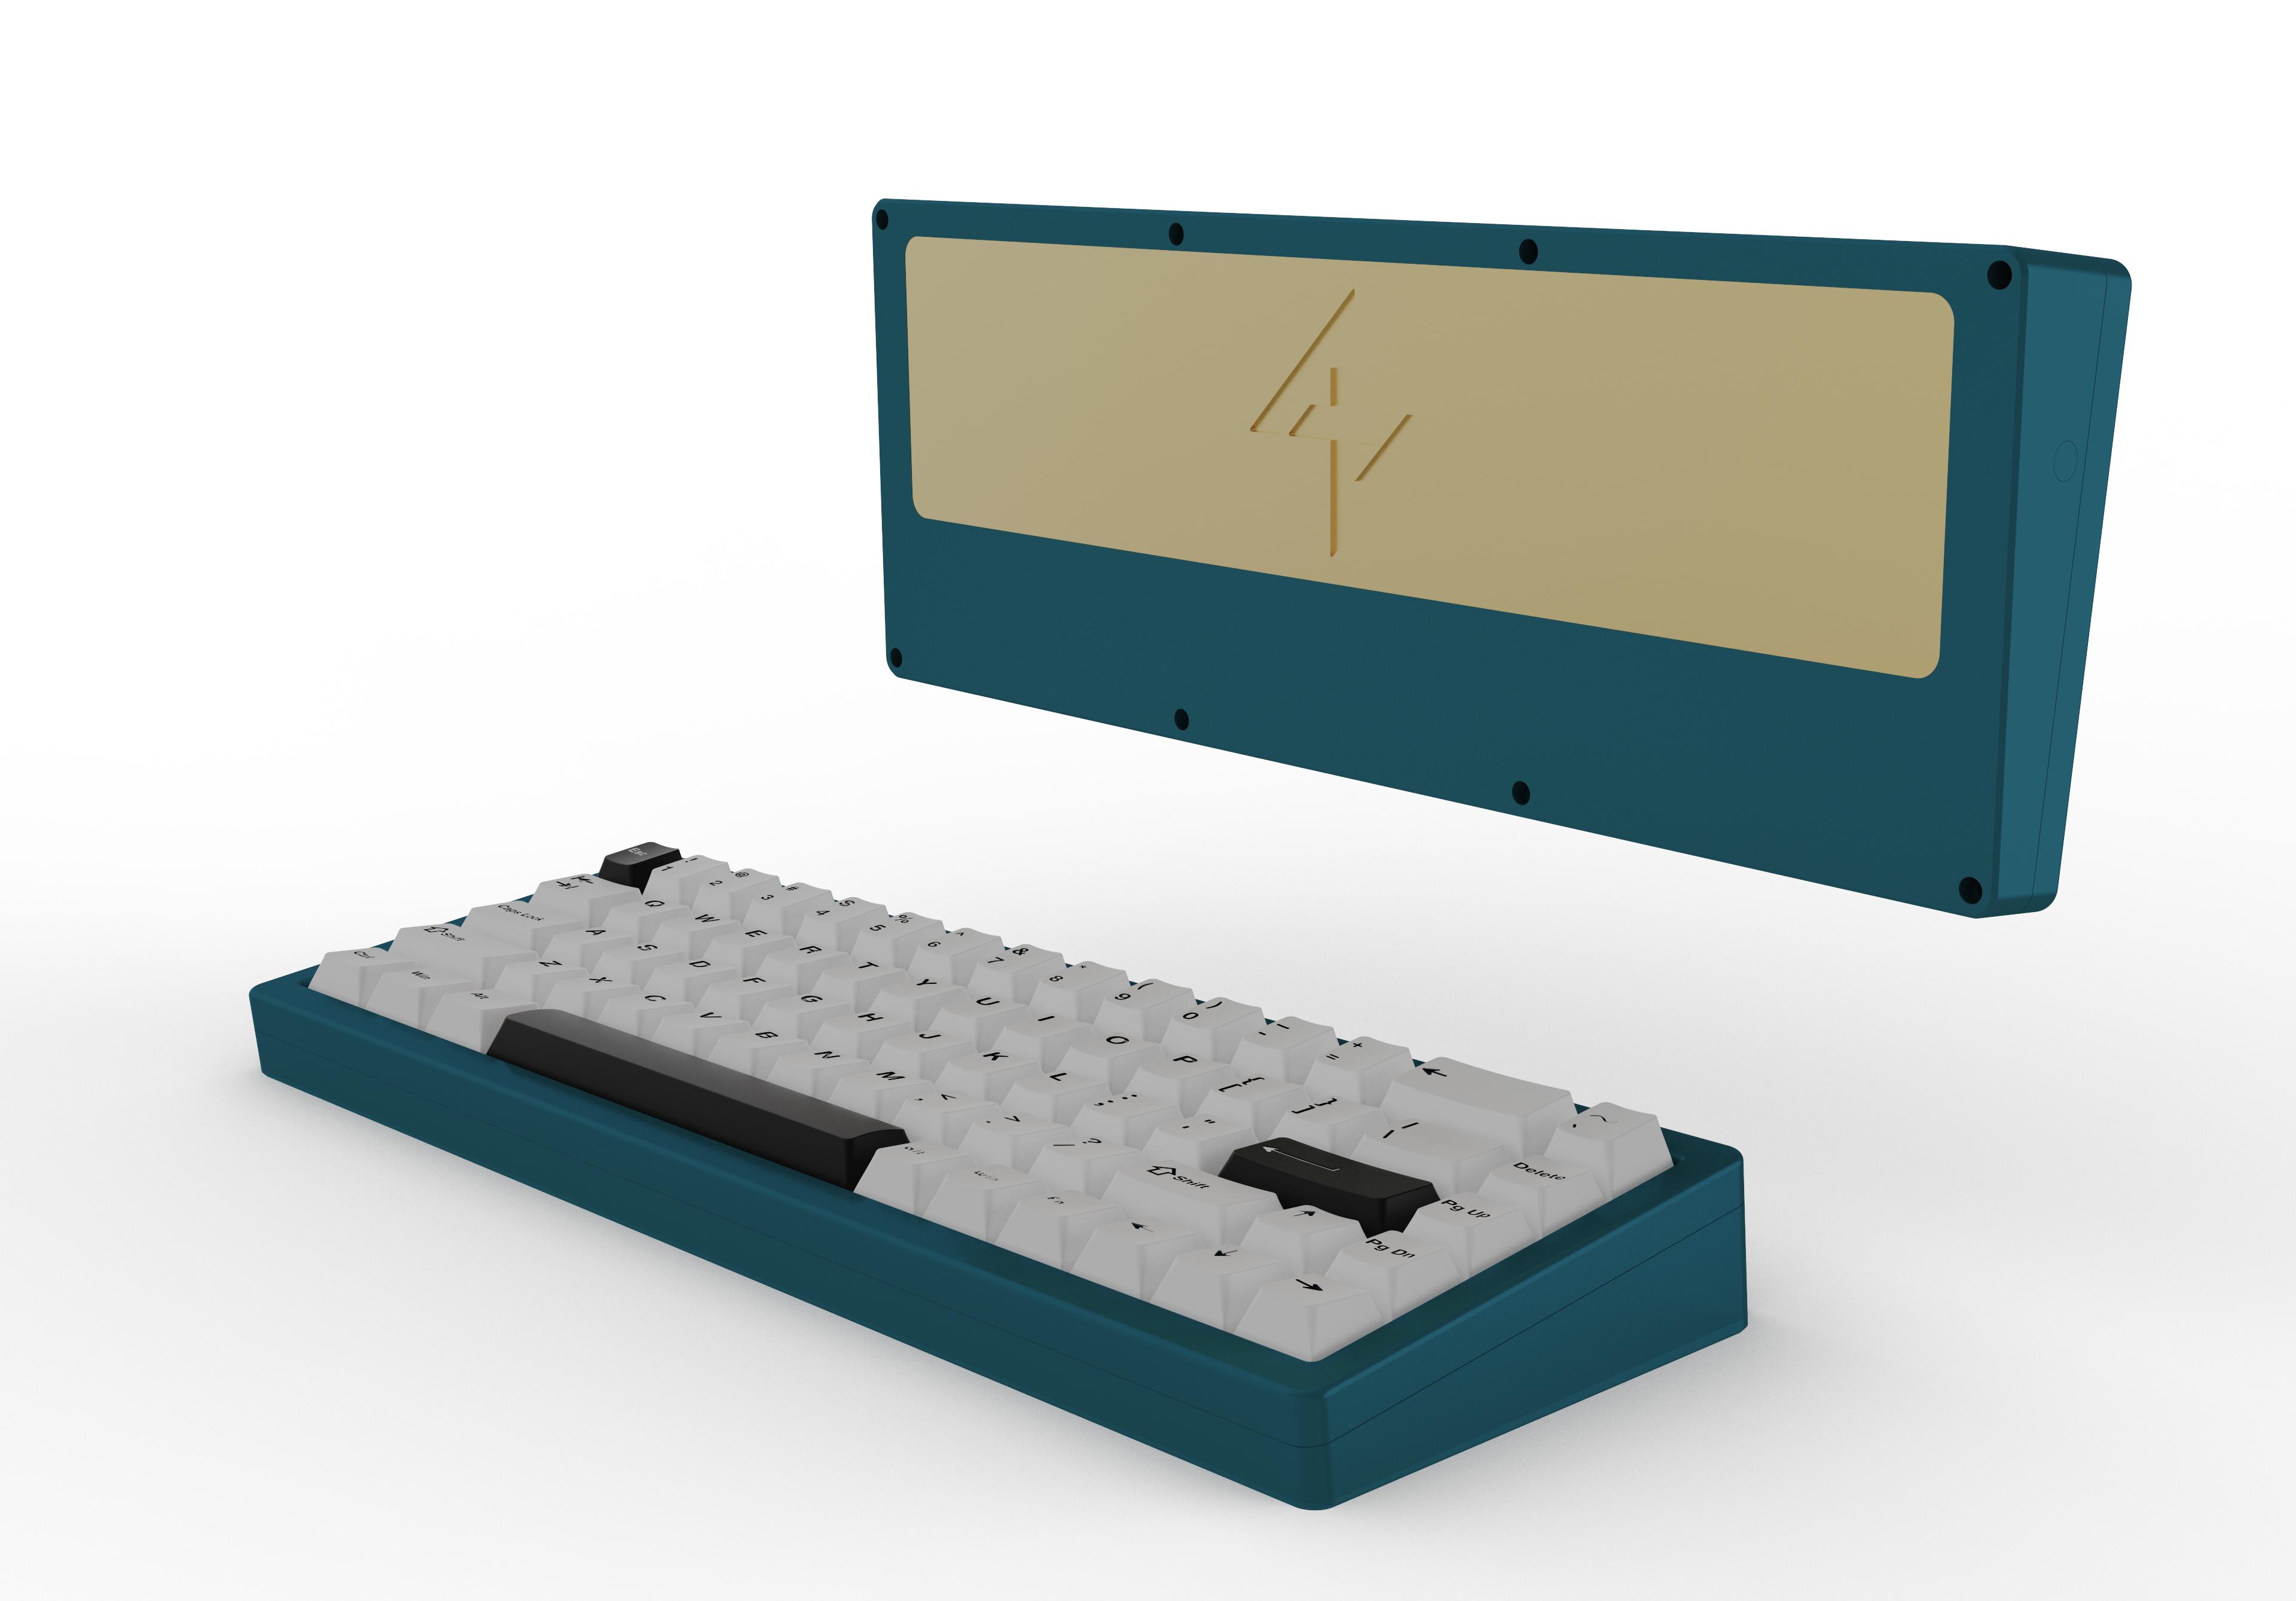 Esc ! 1 @ 2 # 3 $ 4 % 5 ^ 6 & 7 * 8 ( 9 ) 0 _ - + = ← ~ `
Q W E R T Y U I O P { [ } ] | \ Delete
Caps Lock A S D F G H J K L : ; " ' Pg Up
Shift Z X C V B N M < , > . ? / Shift ↑ Pg Dn
Ctrl Win Alt Alt Win Fn ← ↓ →